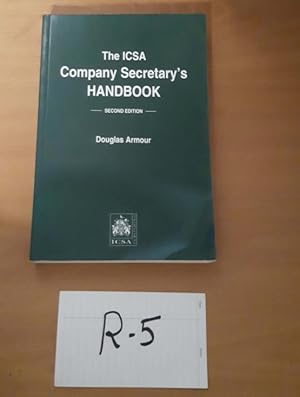 The ICSA
Company Secretary's
HANDBOOK
SECOND EDITION
Douglas Armour
ICSA
R-5